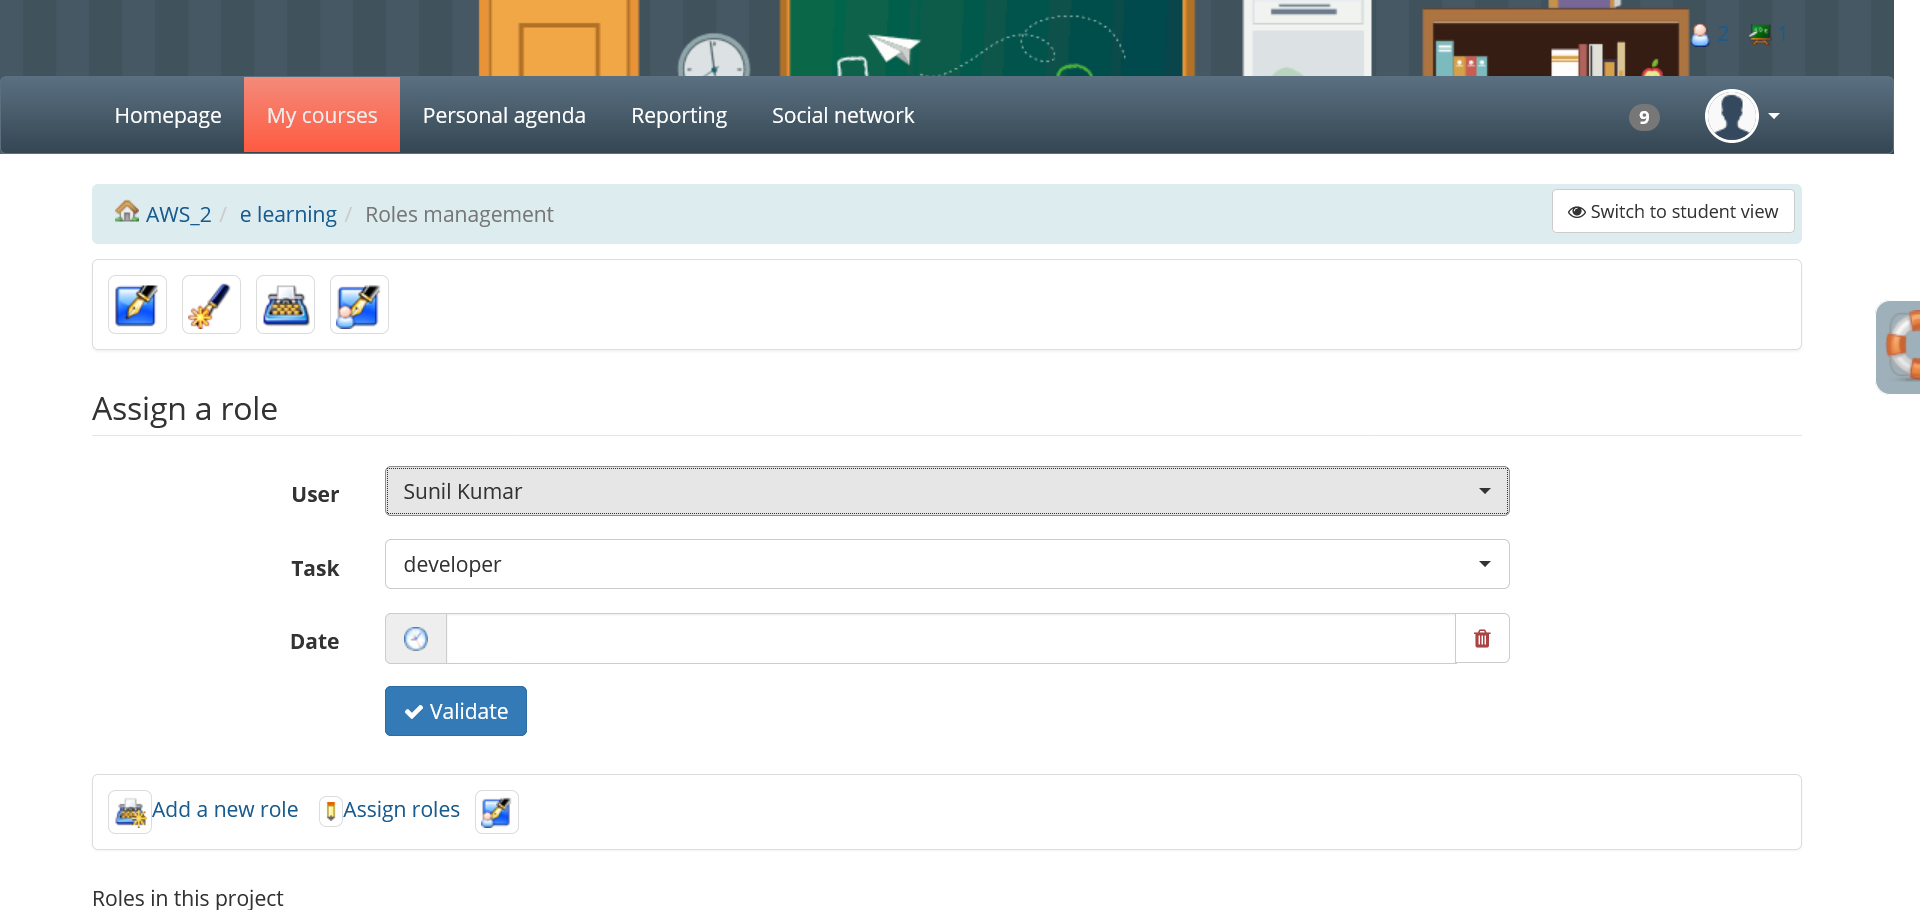 2 1
Homepage My courses Personal agenda Reporting Social network 9
AWS_2 / e learning / Roles management Switch to student view
Assign a role
User Sunil Kumar
Task developer
Date
Validate
Add a new role Assign roles
Roles in this project